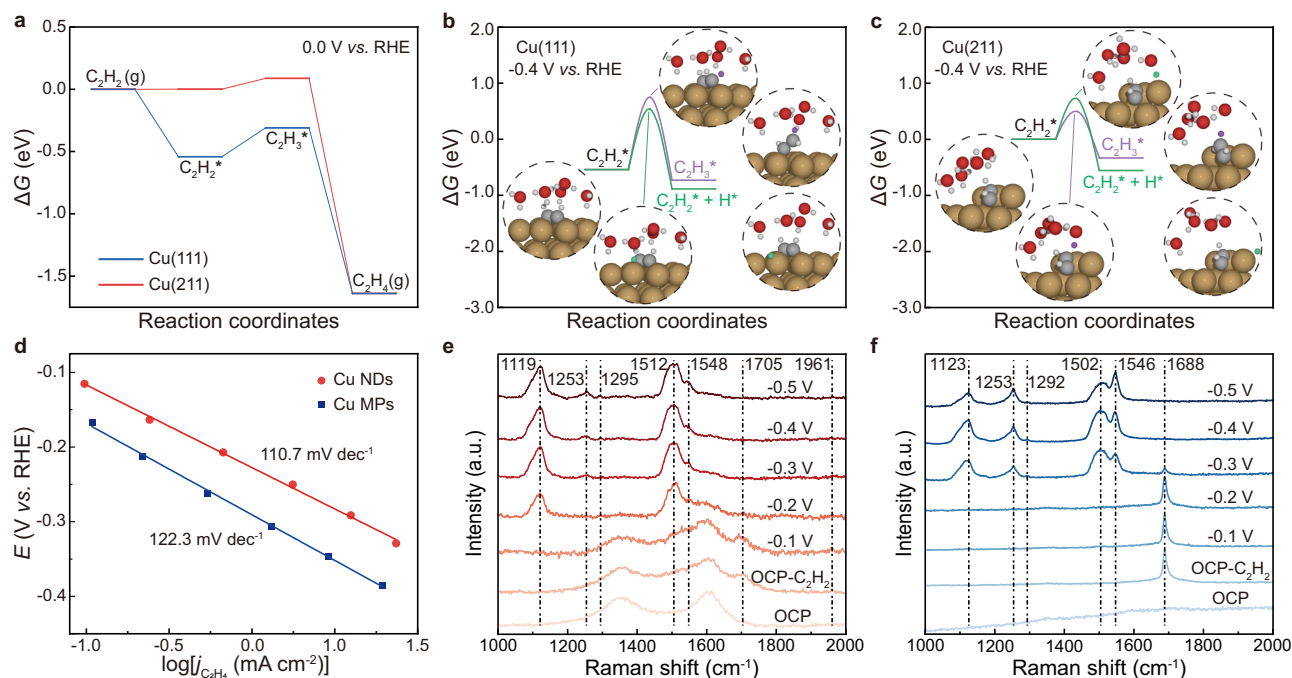 a
0.5
0.0
-0.5
-1.0
-1.5
ΔG (eV)
0.0 V vs. RHE
C₂H₂(g)
C₂H₂*
C₂H₃*
C₂H₄(g)
Cu(111)
Cu(211)
Reaction coordinates
b
2.0
1.0
0.0
-1.0
-2.0
-3.0
ΔG (eV)
Cu(111)
-0.4 V vs. RHE
C₂H₂*
C₂H₃*
C₂H₂* + H*
Reaction coordinates
c
2.0
1.0
0.0
-1.0
-2.0
-3.0
ΔG (eV)
Cu(211)
-0.4 V vs. RHE
C₂H₂*
C₂H₃*
C₂H₂* + H*
Reaction coordinates
d
-0.1
-0.2
-0.3
-0.4
E (V vs. RHE)
Cu NDs
Cu MPs
110.7 mV dec⁻¹
122.3 mV dec⁻¹
-1.0 -0.5 0.0 0.5 1.0 1.5
log[j_C₂H₄ (mA cm⁻²)
e
1119 1253 1295 1512 1548 1705 1961
-0.5 V
-0.4 V
-0.3 V
-0.2 V
-0.1 V
OCP-C₂H₂
OCP
Intensity (a.u.)
1000 1200 1400 1600 1800 2000
Raman shift (cm⁻¹)
f
1123 1253 1292 1502 1546 1688
-0.5 V
-0.4 V
-0.3 V
-0.2 V
-0.1 V
OCP-C₂H₂
OCP
Intensity (a.u.)
1000 1200 1400 1600 1800 2000
Raman shift (cm⁻¹)